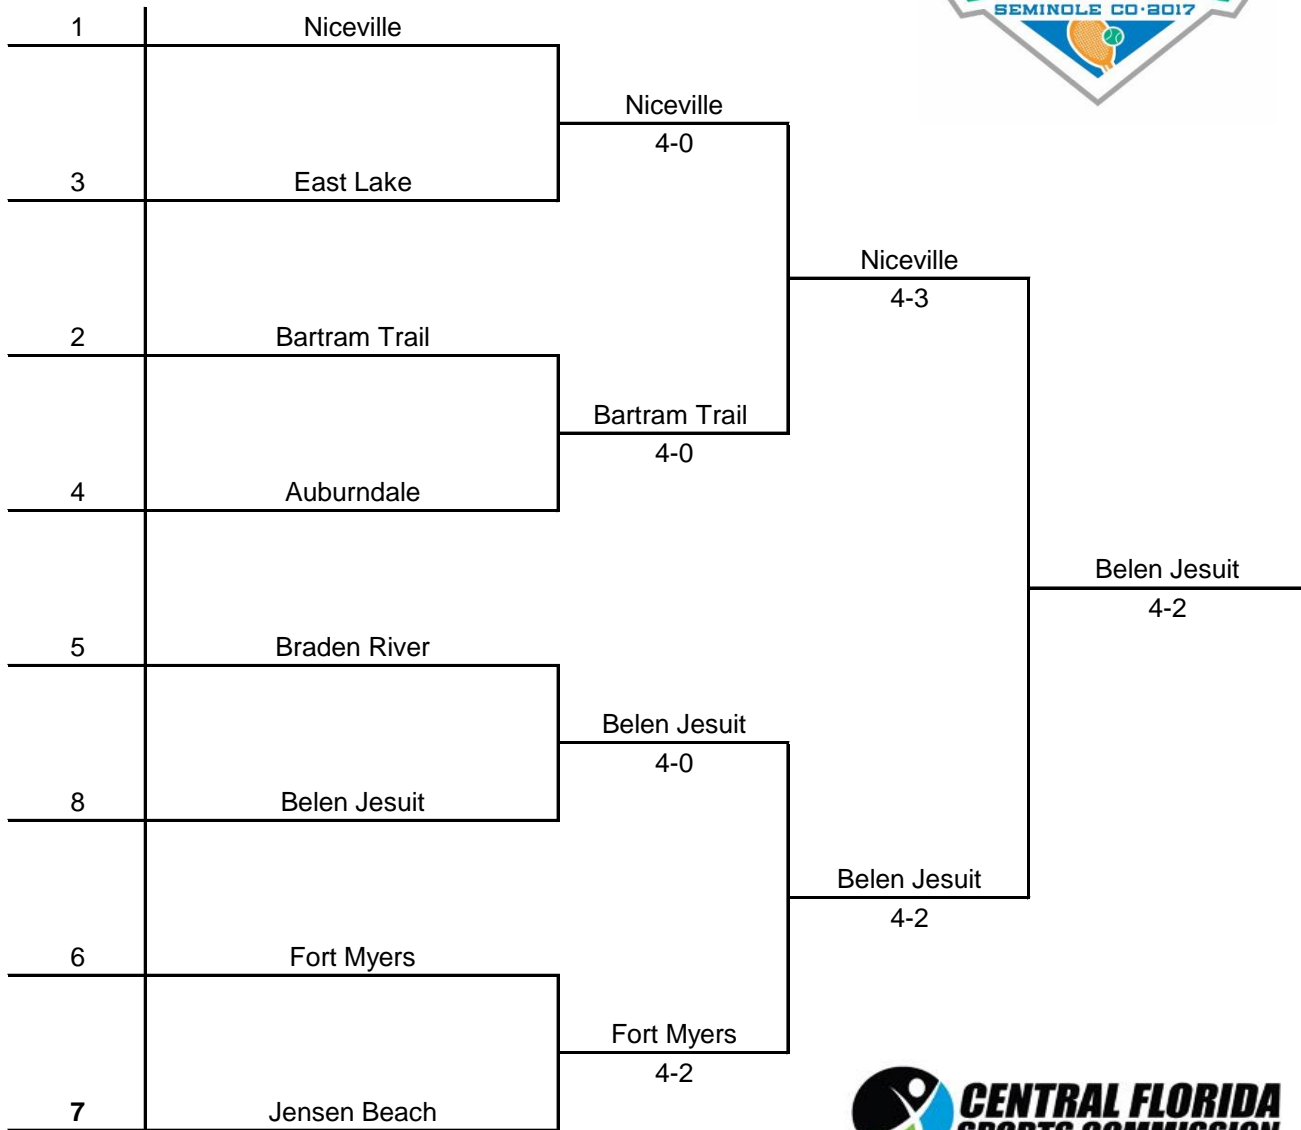 SEMINOLE CO·2017
1 Niceville
Niceville
4-0
3 East Lake
Niceville
4-3
2 Bartram Trail
Bartram Trail
4-0
4 Auburndale
Belen Jesuit
4-2
5 Braden River
Belen Jesuit
4-0
8 Belen Jesuit
Belen Jesuit
4-2
6 Fort Myers
Fort Myers
4-2
7 Jensen Beach
CENTRAL FLORIDA
SPORTS COMMISSION